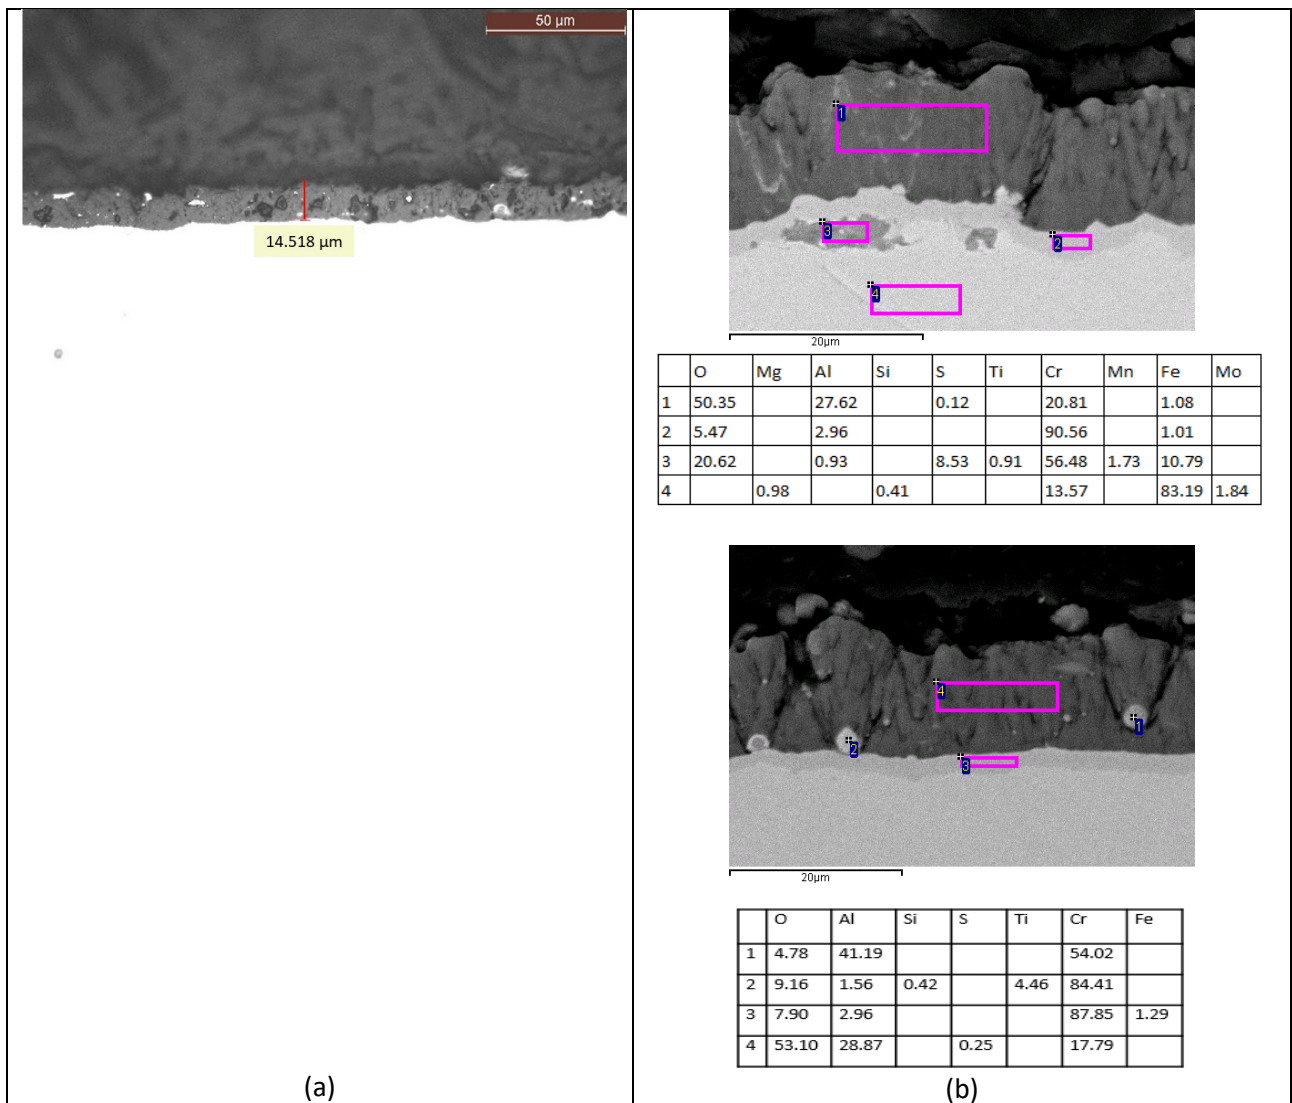 50 µm
14.518 µm
(a)
1
3
2
4
20µm
O Mg Al Si S Ti Cr Mn Fe Mo
1 50.35 27.62 0.12 20.81 1.08
2 5.47 2.96 90.56 1.01
3 20.62 0.93 8.53 0.91 56.48 1.73 10.79
4 0.98 0.41 13.57 83.19 1.84
4
1
2
3
20µm
O Al Si S Ti Cr Fe
1 4.78 41.19 54.02
2 9.16 1.56 0.42 4.46 84.41
3 7.90 2.96 87.85 1.29
4 53.10 28.87 0.25 17.79
(b)